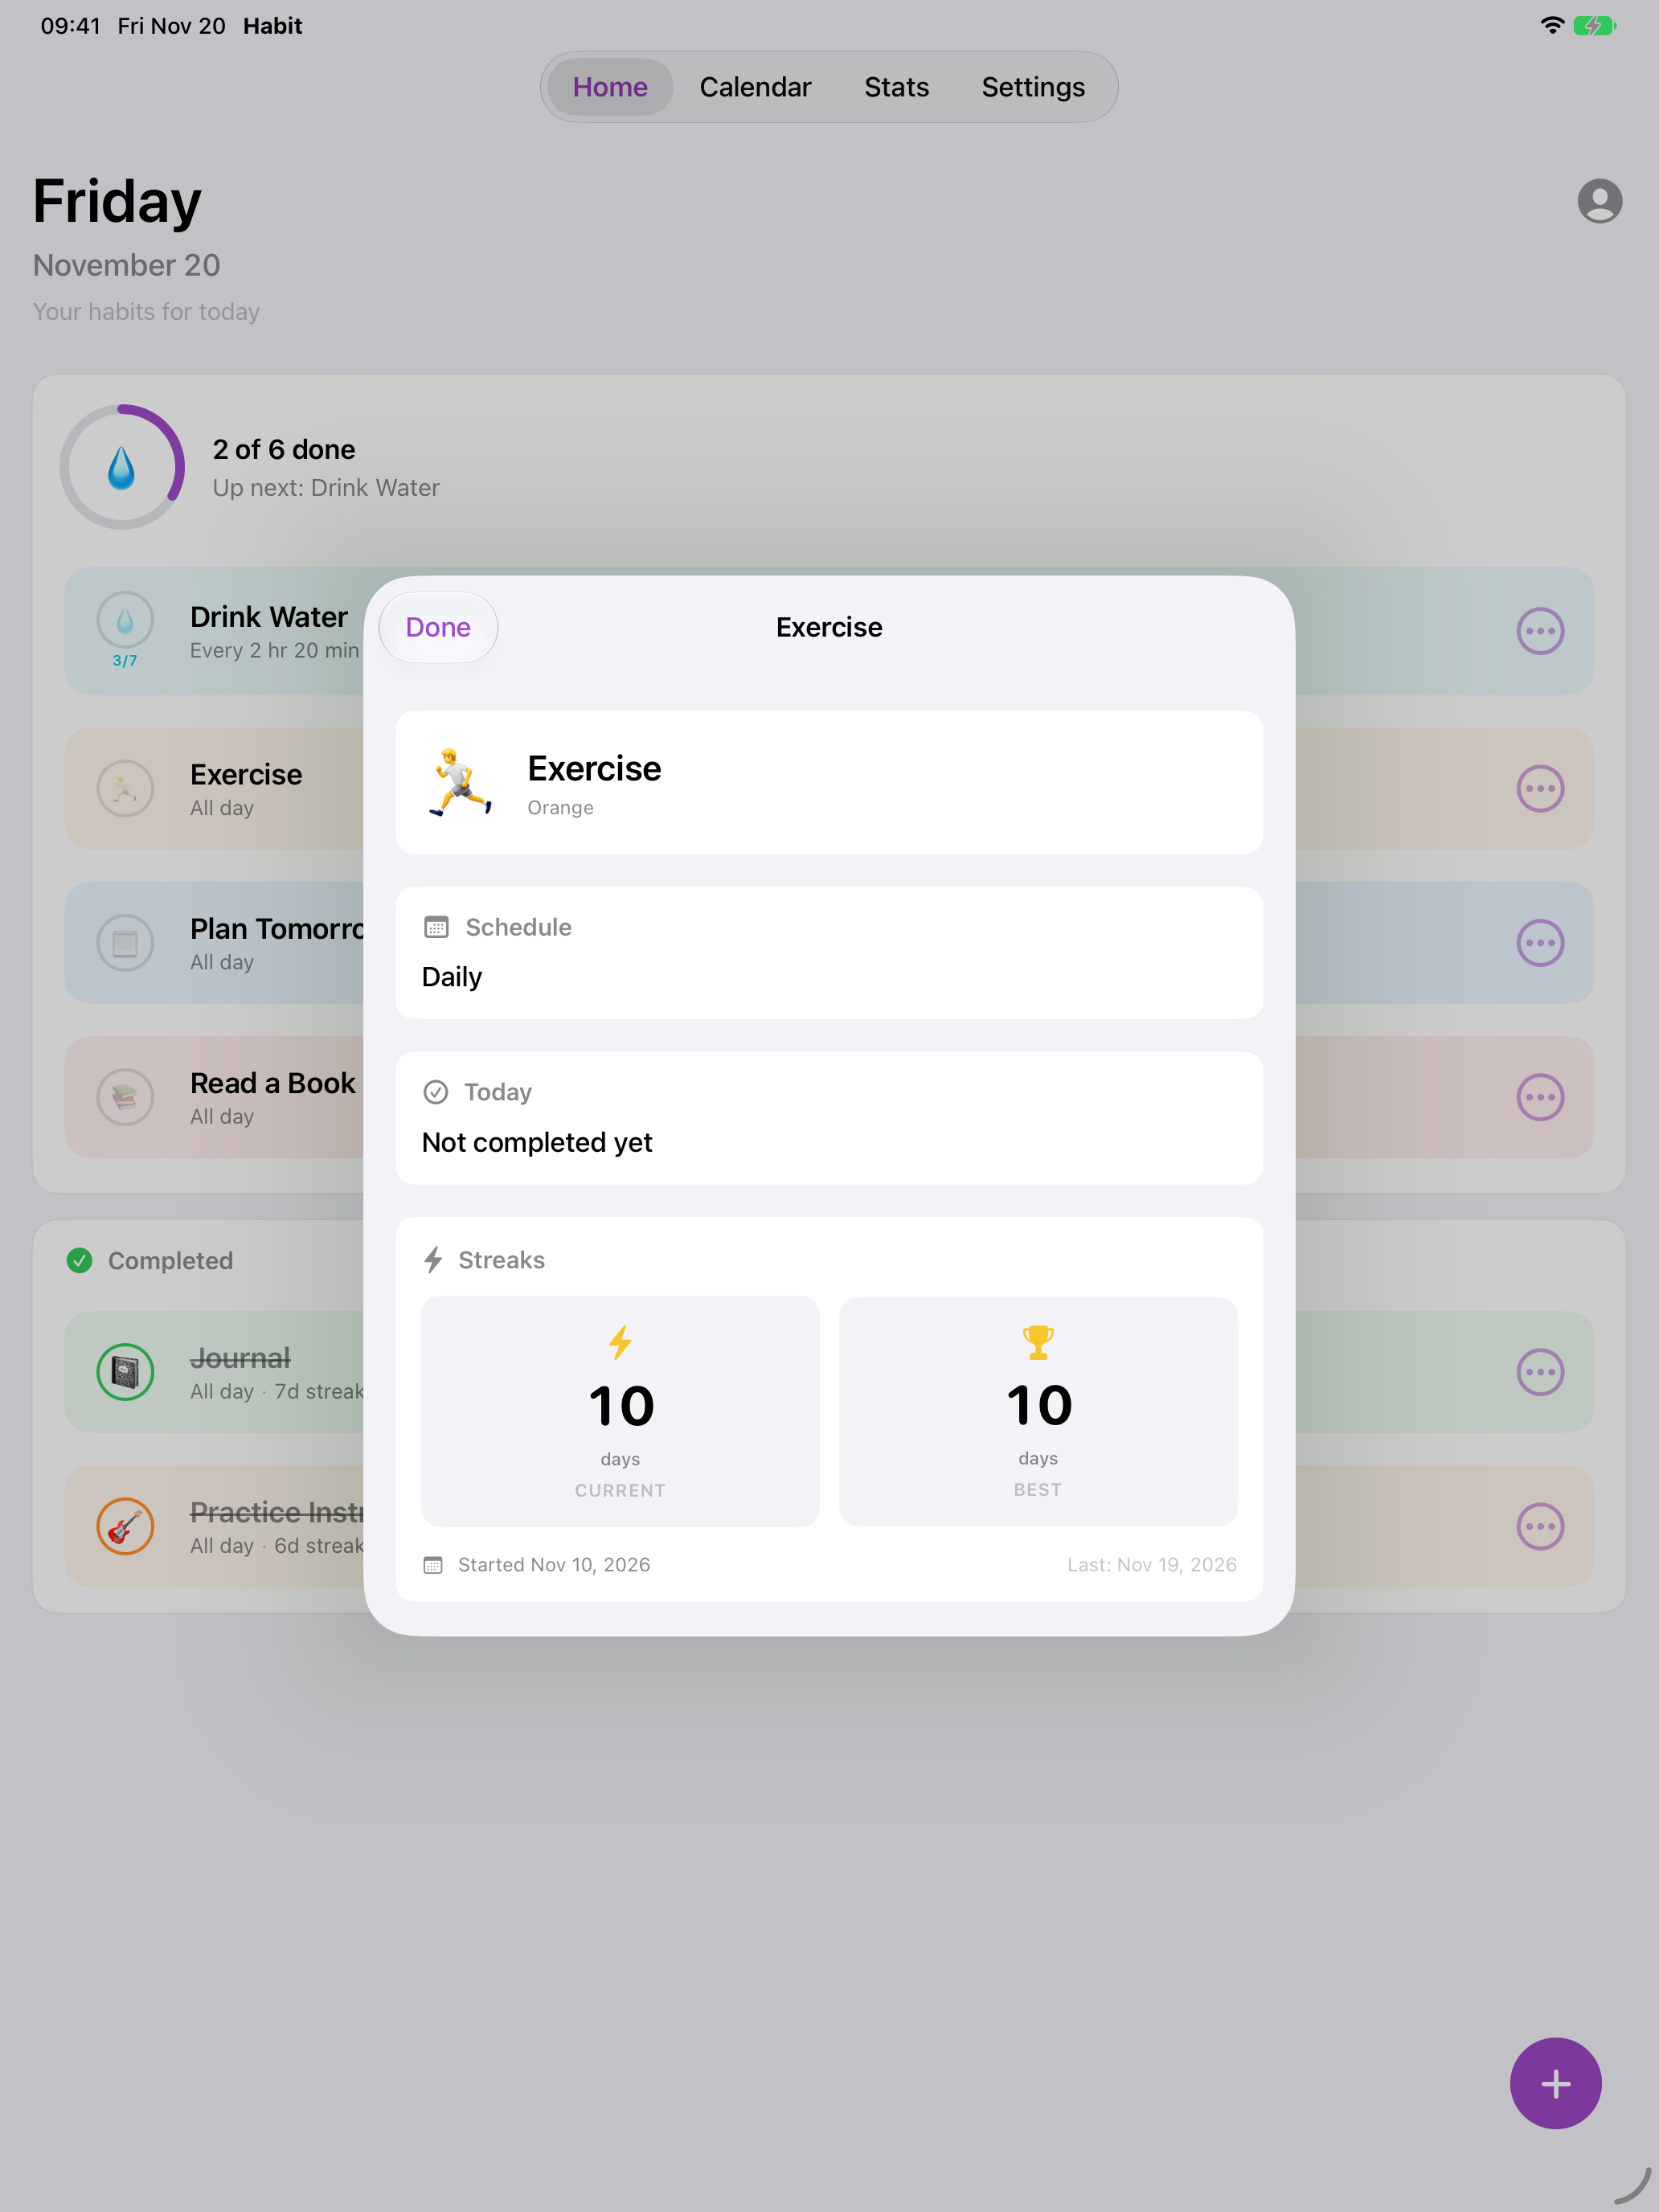 09:41 Fri Nov 20 Habit
Home Calendar Stats Settings
Friday
November 20
Your habits for today
2 of 6 done
Up next: Drink Water
Drink Water
Every 2 hr 20 min
3/7
Exercise
All day
Plan Tomorro
All day
Read a Book
All day
Completed
Journal
All day · 7d streak
Practice Instr
All day · 6d streak
Done
Exercise
Exercise
Orange
Schedule
Daily
Today
Not completed yet
Streaks
10
days
CURRENT
10
days
BEST
Started Nov 10, 2026
Last: Nov 19, 2026